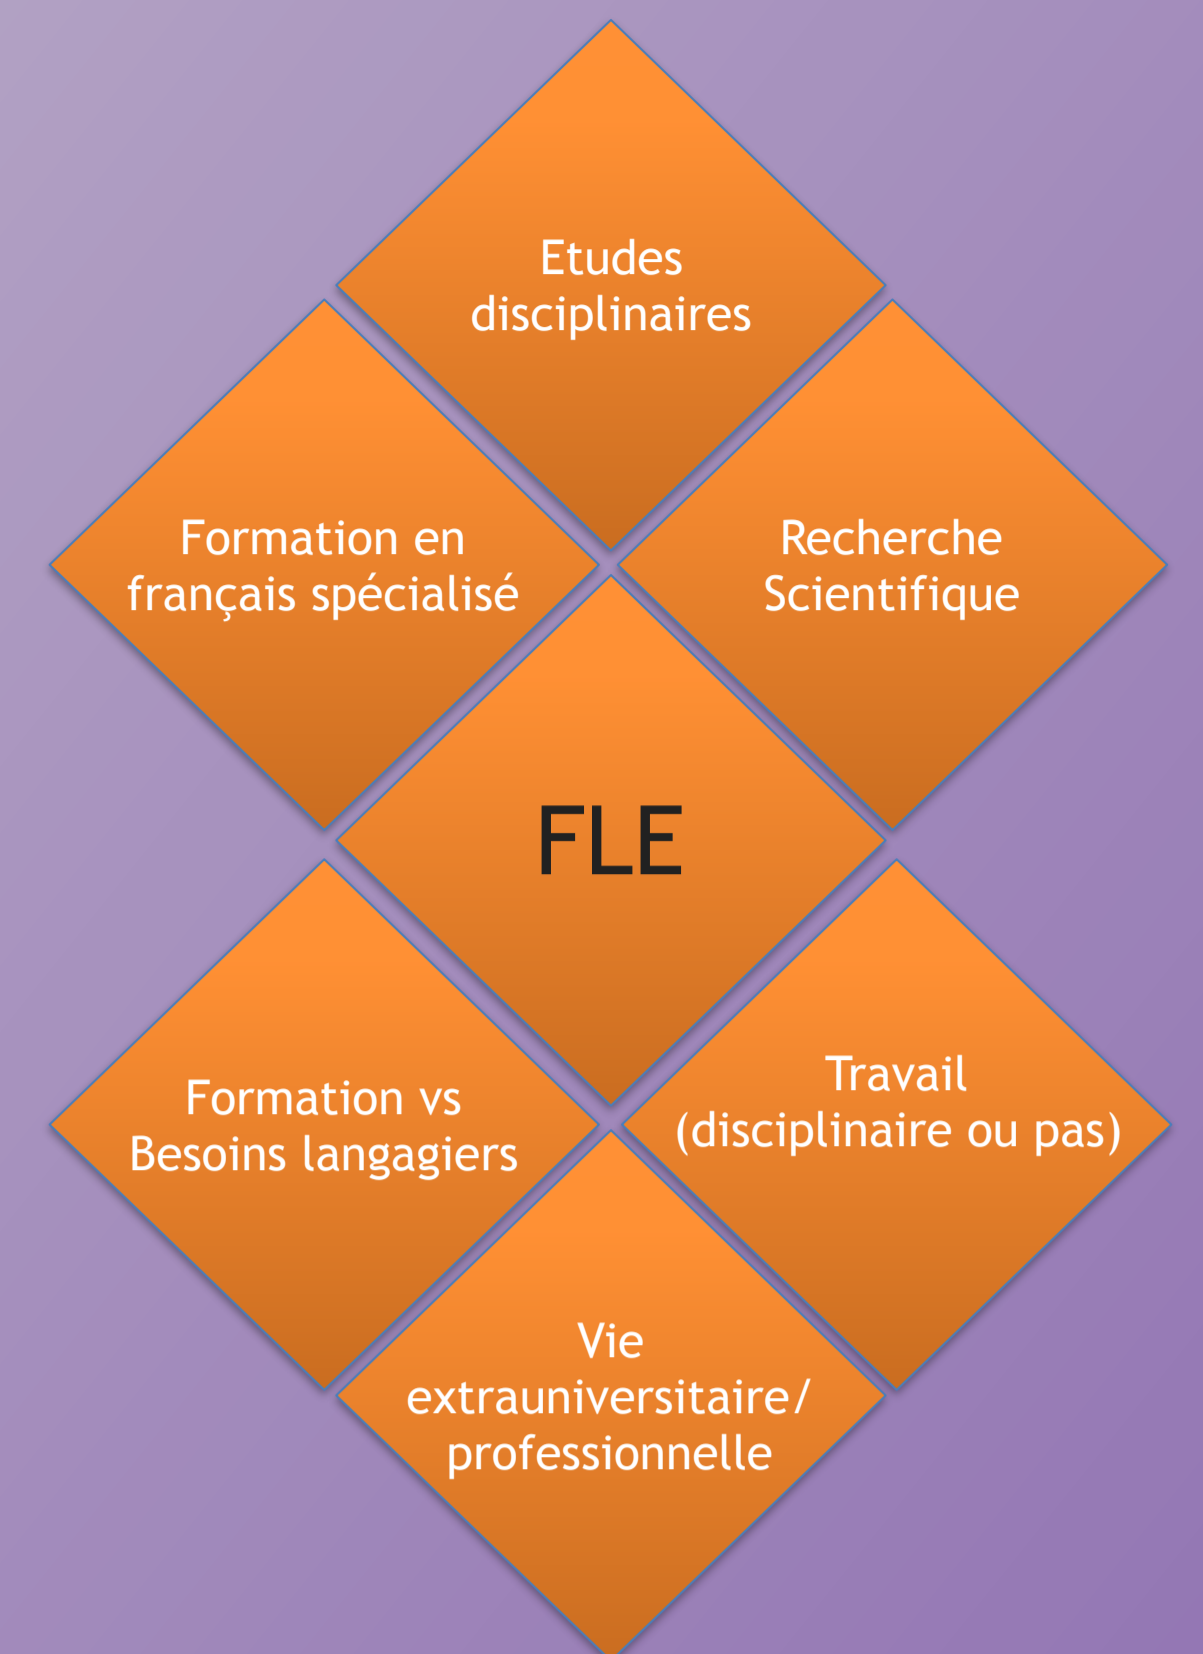 Etudes
disciplinaires
Formation en
français spécialisé
Recherche
Scientifique
FLE
Formation vs
Besoins langagiers
Travail
(disciplinaire ou pas)
Vie
extrauniversitaire/
professionnelle